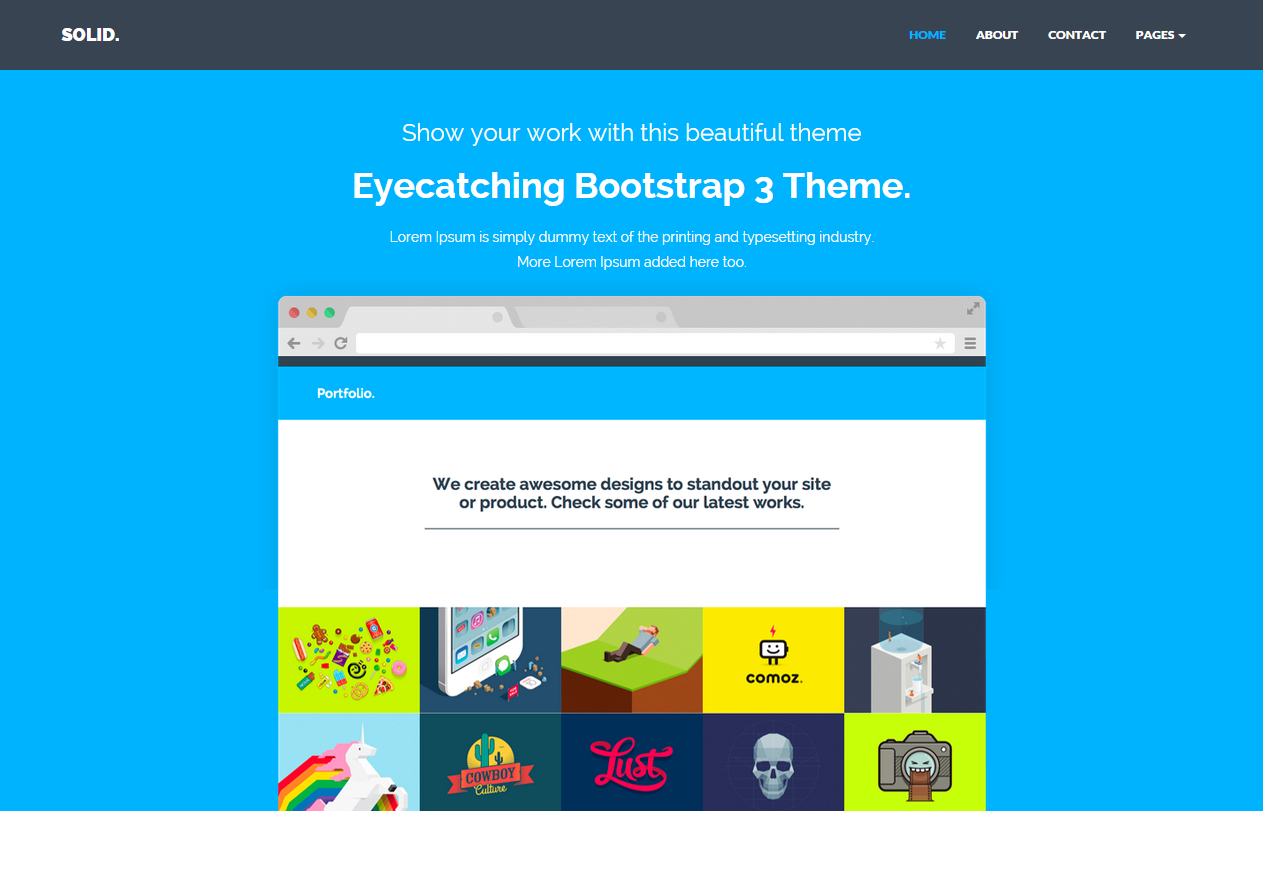 SOLID.
HOME ABOUT CONTACT PAGES
Show your work with this beautiful theme
Eyecatching Bootstrap 3 Theme.
Lorem Ipsum is simply dummy text of the printing and typesetting industry.
More Lorem Ipsum added here too.
Portfolio.
We create awesome designs to standout your site
or product. Check some of our latest works.
comoz.
COWBOY
Culture
Lust